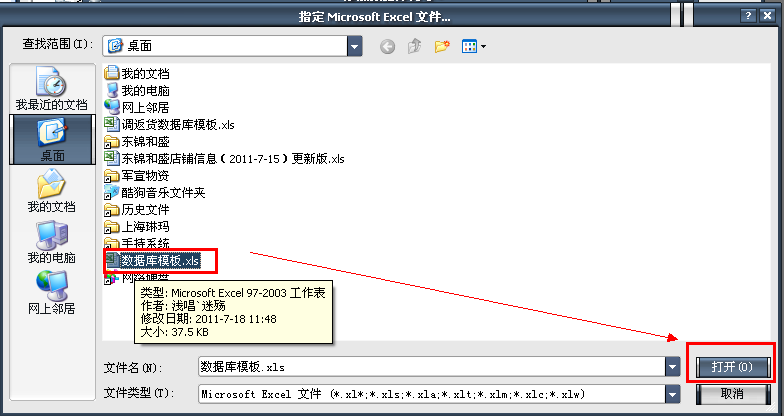 指定 Microsoft Excel 文件...
查找范围(I):
桌面
我最近的文档
桌面
我的文档
我的电脑
网上邻居
我的文档
我的电脑
网上邻居
调返货数据库模板.xls
东锦和盛
东锦和盛店铺信息（2011-7-15）更新版.xls
军宣物资
酷狗音乐文件夹
历史文件
上海琳玛
手持系统
数据库模板.xls
网络硬盘
类型: Microsoft Excel 97-2003 工作表
作者: 浅唱`迷殇
修改日期: 2011-7-18 11:48
大小: 37.5 KB
文件名(N):
数据库模板.xls
打开(O)
文件类型(T):
Microsoft Excel 文件 (*.xl*;*.xls;*.xla;*.xlt;*.xlm;*.xlc;*.xlw)
取消